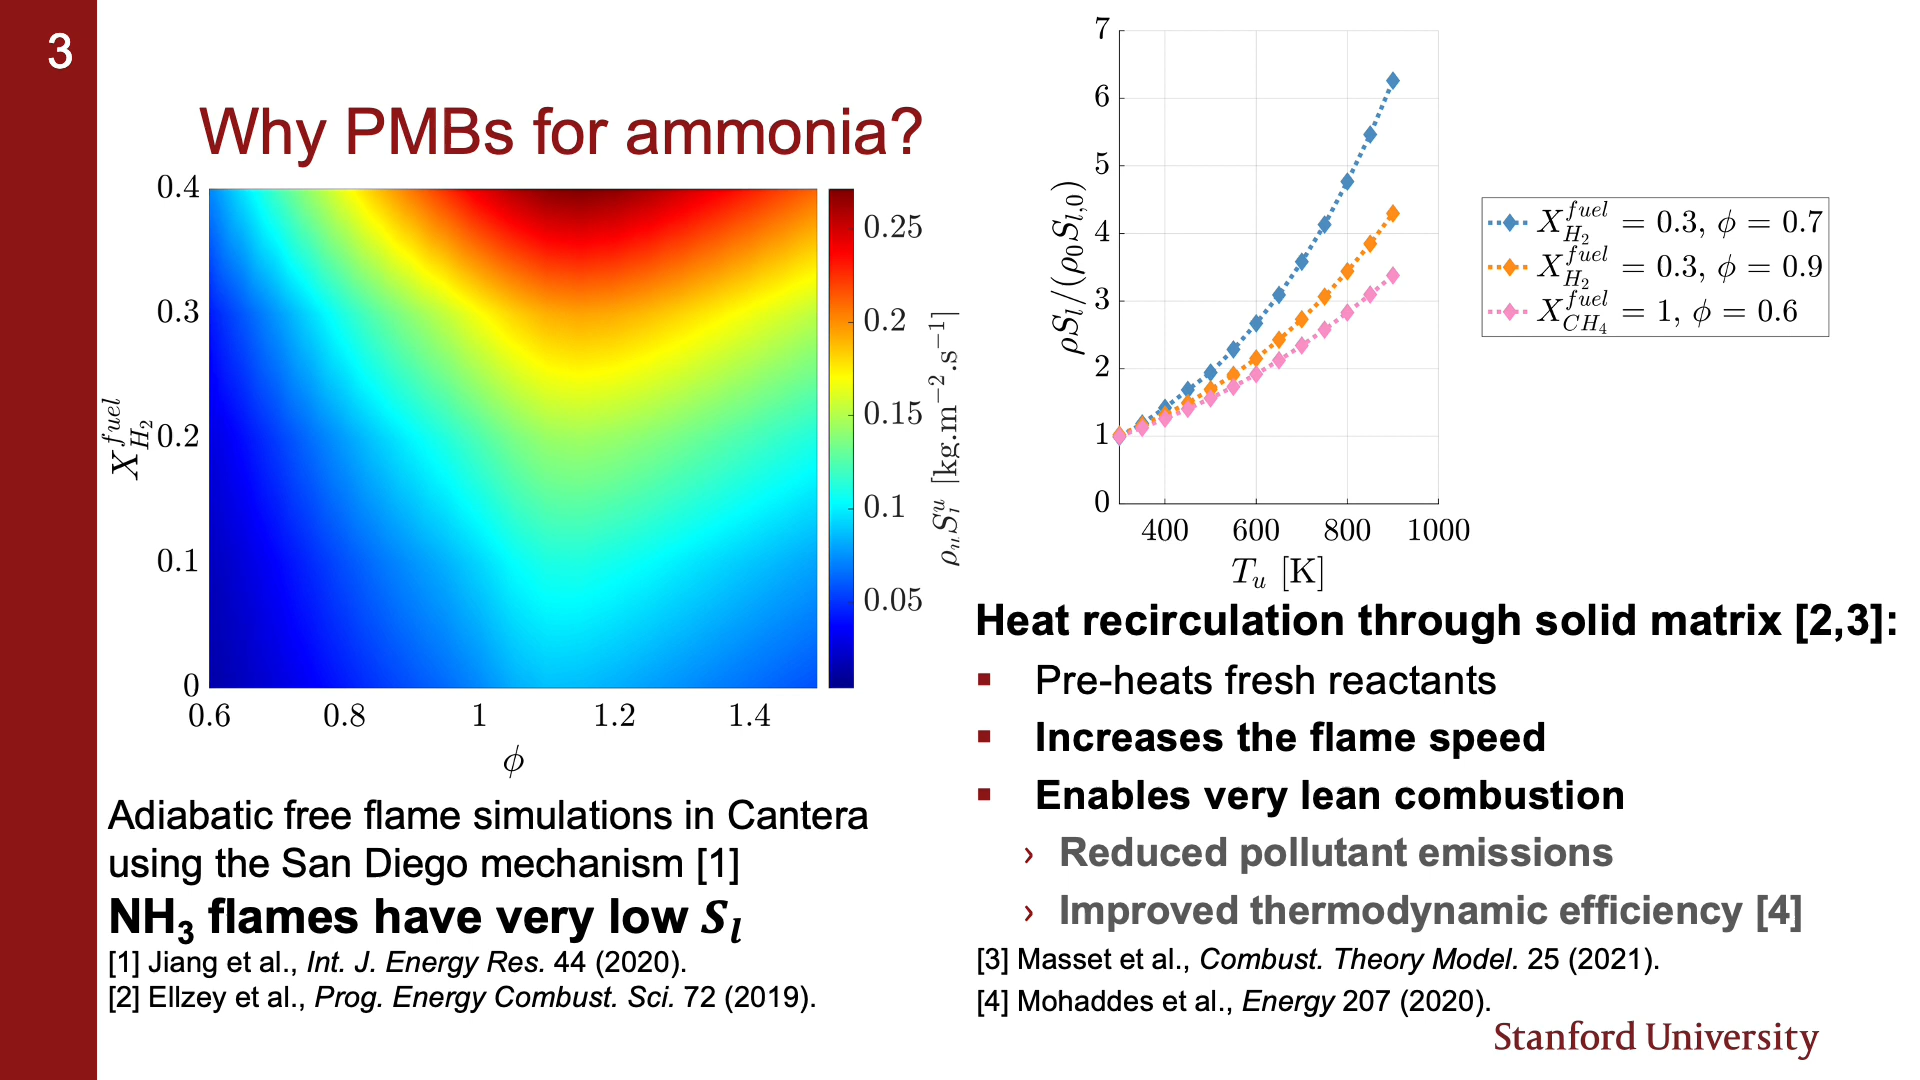 3
Why PMBs for ammonia?
0.4
0.3
0.2
0.1
0
0.6 0.8 1 1.2 1.4
ϕ
X_{H_2}^{fuel}
0.25
0.2
0.15
0.1
0.05
ρ_u S_l^u [kg.m^{-2}.s^{-1}]
Adiabatic free flame simulations in Cantera
using the San Diego mechanism [1]
NH₃ flames have very low S_l
[1] Jiang et al., Int. J. Energy Res. 44 (2020).
[2] Ellzey et al., Prog. Energy Combust. Sci. 72 (2019).
7
6
5
4
3
2
1
0
400 600 800 1000
T_u [K]
ρS_l/(ρ_0S_{l,0})
X_{H_2}^{fuel} = 0.3, ϕ = 0.7
X_{H_2}^{fuel} = 0.3, ϕ = 0.9
X_{CH_4}^{fuel} = 1, ϕ = 0.6
Heat recirculation through solid matrix [2,3]:
▪ Pre-heats fresh reactants
▪ Increases the flame speed
▪ Enables very lean combustion
› Reduced pollutant emissions
› Improved thermodynamic efficiency [4]
[3] Masset et al., Combust. Theory Model. 25 (2021).
[4] Mohaddes et al., Energy 207 (2020).
Stanford University